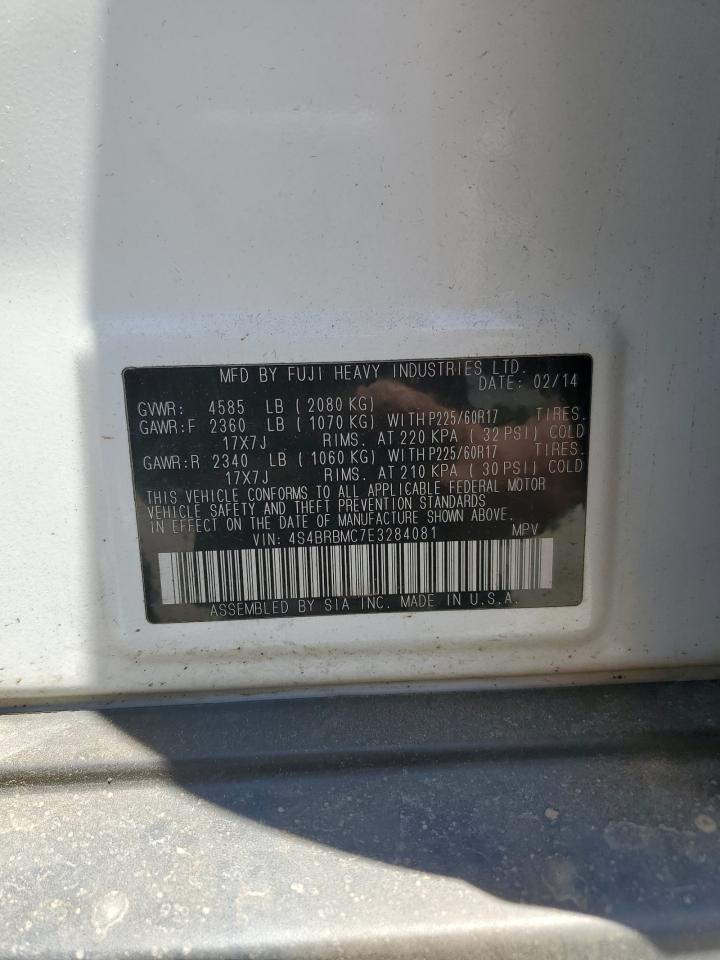 MFD BY FUJI HEAVY INDUSTRIES LTD.
DATE: 02/14
GVWR: 4585 LB ( 2080 KG)
GAWR:F 2360 LB ( 1070 KG) WITH P225/60R17 TIRES.
17X7J RIMS. AT 220 KPA ( 32 PSI) COLD
GAWR:R 2340 LB ( 1060 KG) WITH P225/60R17 TIRES.
17X7J RIMS. AT 210 KPA ( 30 PSI) COLD
THIS VEHICLE CONFORMS TO ALL APPLICABLE FEDERAL MOTOR
VEHICLE SAFETY AND THEFT PREVENTION STANDARDS
IN EFFECT ON THE DATE OF MANUFACTURE SHOWN ABOVE.
VIN: 4S4BRBMC7E3284081 MPV
ASSEMBLED BY SIA INC. MADE IN U.S.A.